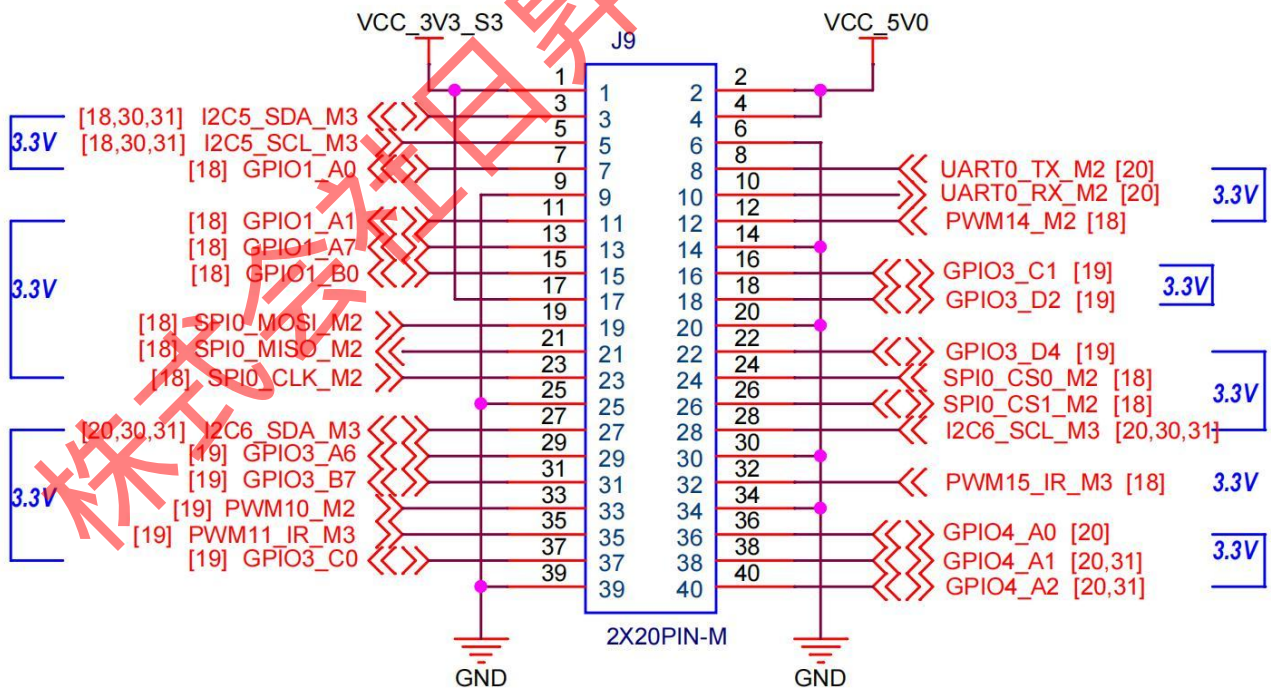 VCC_3V3_S3
VCC_5V0
J9
1 1 2 2
[18,30,31] I2C5_SDA_M3 3 3 4 4
3.3V
[18,30,31] I2C5_SCL_M3 5 5 6 6
[18] GPIO1_A0 7 7 8 8 UART0_TX_M2 [20]
9 9 10 10 UART0_RX_M2 [20]
3.3V
[18] GPIO1_A1 11 11 12 12 PWM14_M2 [18]
[18] GPIO1_A7 13 13 14 14
[18] GPIO1_B0 15 15 16 16 GPIO3_C1 [19]
3.3V
3.3V
17 17 18 18 GPIO3_D2 [19]
[18] SPI0_MOSI_M2 19 19 20 20
[18] SPI0_MISO_M2 21 21 22 22 GPIO3_D4 [19]
[18] SPI0_CLK_M2 23 23 24 24 SPI0_CS0_M2 [18]
3.3V
25 25 26 26 SPI0_CS1_M2 [18]
[20,30,31] I2C6_SDA_M3 27 27 28 28 I2C6_SCL_M3 [20,30,31]
[19] GPIO3_A6 29 29 30 30
[19] GPIO3_B7 31 31 32 32 PWM15_IR_M3 [18] 3.3V
3.3V
[19] PWM10_M2 33 33 34 34
[19] PWM11_IR_M3 35 35 36 36 GPIO4_A0 [20]
[19] GPIO3_C0 37 37 38 38 GPIO4_A1 [20,31]
3.3V
39 39 40 40 GPIO4_A2 [20,31]
2X20PIN-M
GND
GND
株式会社日昇